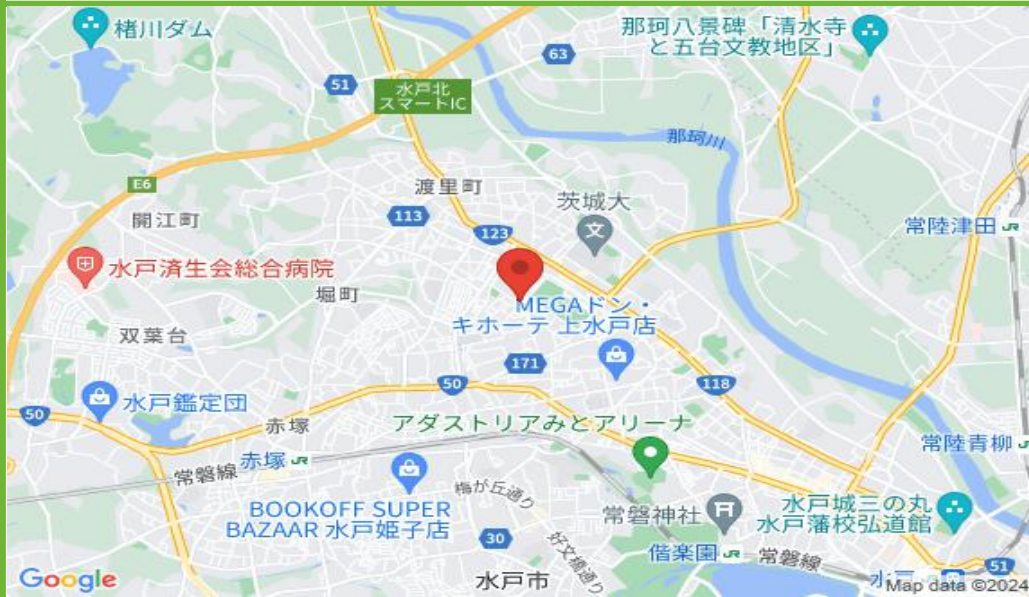 楮川ダム
那珂八景碑「清水寺
と五台文教地区」
63
51
水戸北
スマートIC
那珂川
E6
渡里町
茨城大
開江町
113
常陸津田
JR
123
文
水戸済生会総合病院
堀町
MEGAドン・
キホーテ 上水戸店
双葉台
171
50
118
50
水戸鑑定団
赤塚
アダストリアみとアリーナ
常陸青柳
赤塚
JR
常磐線
梅が丘通り
BOOKOFF SUPER
BAZAAR 水戸姫子店
常磐神社
水戸城三の丸
水戸藩校弘道館
30
好文橋通り
偕楽園
JR
常磐線
51
Google
水戸市
水戸
Map data ©2024